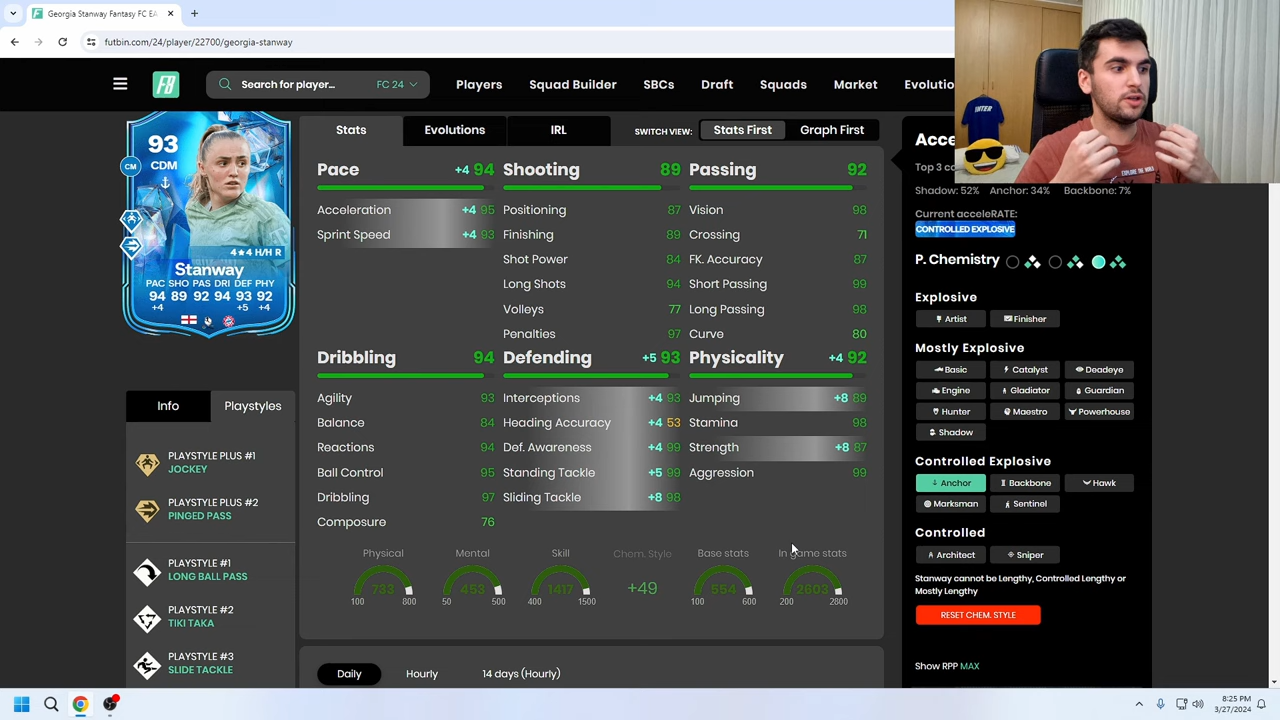 Georgia Stanway Fantasy FC EA
futbin.com/24/player/22700/georgia-stanway
FB
Search for player...
FC 24
Players
Squad Builder
SBCs
Draft
Squads
Market
Evolutio
93
CDM
CM
4★4 H/H R
Stanway
PAC SHO PAS DRI DEF PHY
94 89 92 94 93 92
+4 +5 +4
Info
Playstyles
PLAYSTYLE PLUS #1
JOCKEY
PLAYSTYLE PLUS #2
PINGED PASS
PLAYSTYLE #1
LONG BALL PASS
PLAYSTYLE #2
TIKI TAKA
PLAYSTYLE #3
SLIDE TACKLE
Stats
Evolutions
IRL
SWITCH VIEW:
Stats First
Graph First
Pace +4 94
Acceleration +4 95
Sprint Speed +4 93
Shooting 89
Positioning 87
Finishing 89
Shot Power 84
Long Shots 94
Volleys 77
Penalties 97
Passing 92
Vision 98
Crossing 71
FK. Accuracy 87
Short Passing 99
Long Passing 98
Curve 80
Dribbling 94
Agility 93
Balance 84
Reactions 94
Ball Control 95
Dribbling 97
Composure 76
Defending +5 93
Interceptions +4 93
Heading Accuracy +4 53
Def. Awareness +4 99
Standing Tackle +5 99
Sliding Tackle +8 98
Physicality +4 92
Jumping +8 89
Stamina 98
Strength +8 87
Aggression 99
Physical
733
100 800
Mental
453
50 500
Skill
1417
400 1500
Chem. Style
+49
Base stats
554
100 600
In game stats
2603
200 2800
Daily
Hourly
14 days (Hourly)
Acce
Top 3 c
Shadow: 52% Anchor: 34% Backbone: 7%
Current acceleRATE:
CONTROLLED EXPLOSIVE
P. Chemistry
Explosive
Artist
Finisher
Mostly Explosive
Basic
Catalyst
Deadeye
Engine
Gladiator
Guardian
Hunter
Maestro
Powerhouse
Shadow
Controlled Explosive
Anchor
Backbone
Hawk
Marksman
Sentinel
Controlled
Architect
Sniper
Stanway cannot be Lengthy, Controlled Lengthy or
Mostly Lengthy
RESET CHEM. STYLE
Show RPP MAX
INTER
EXPLORE THE
8:25 PM
3/27/2024